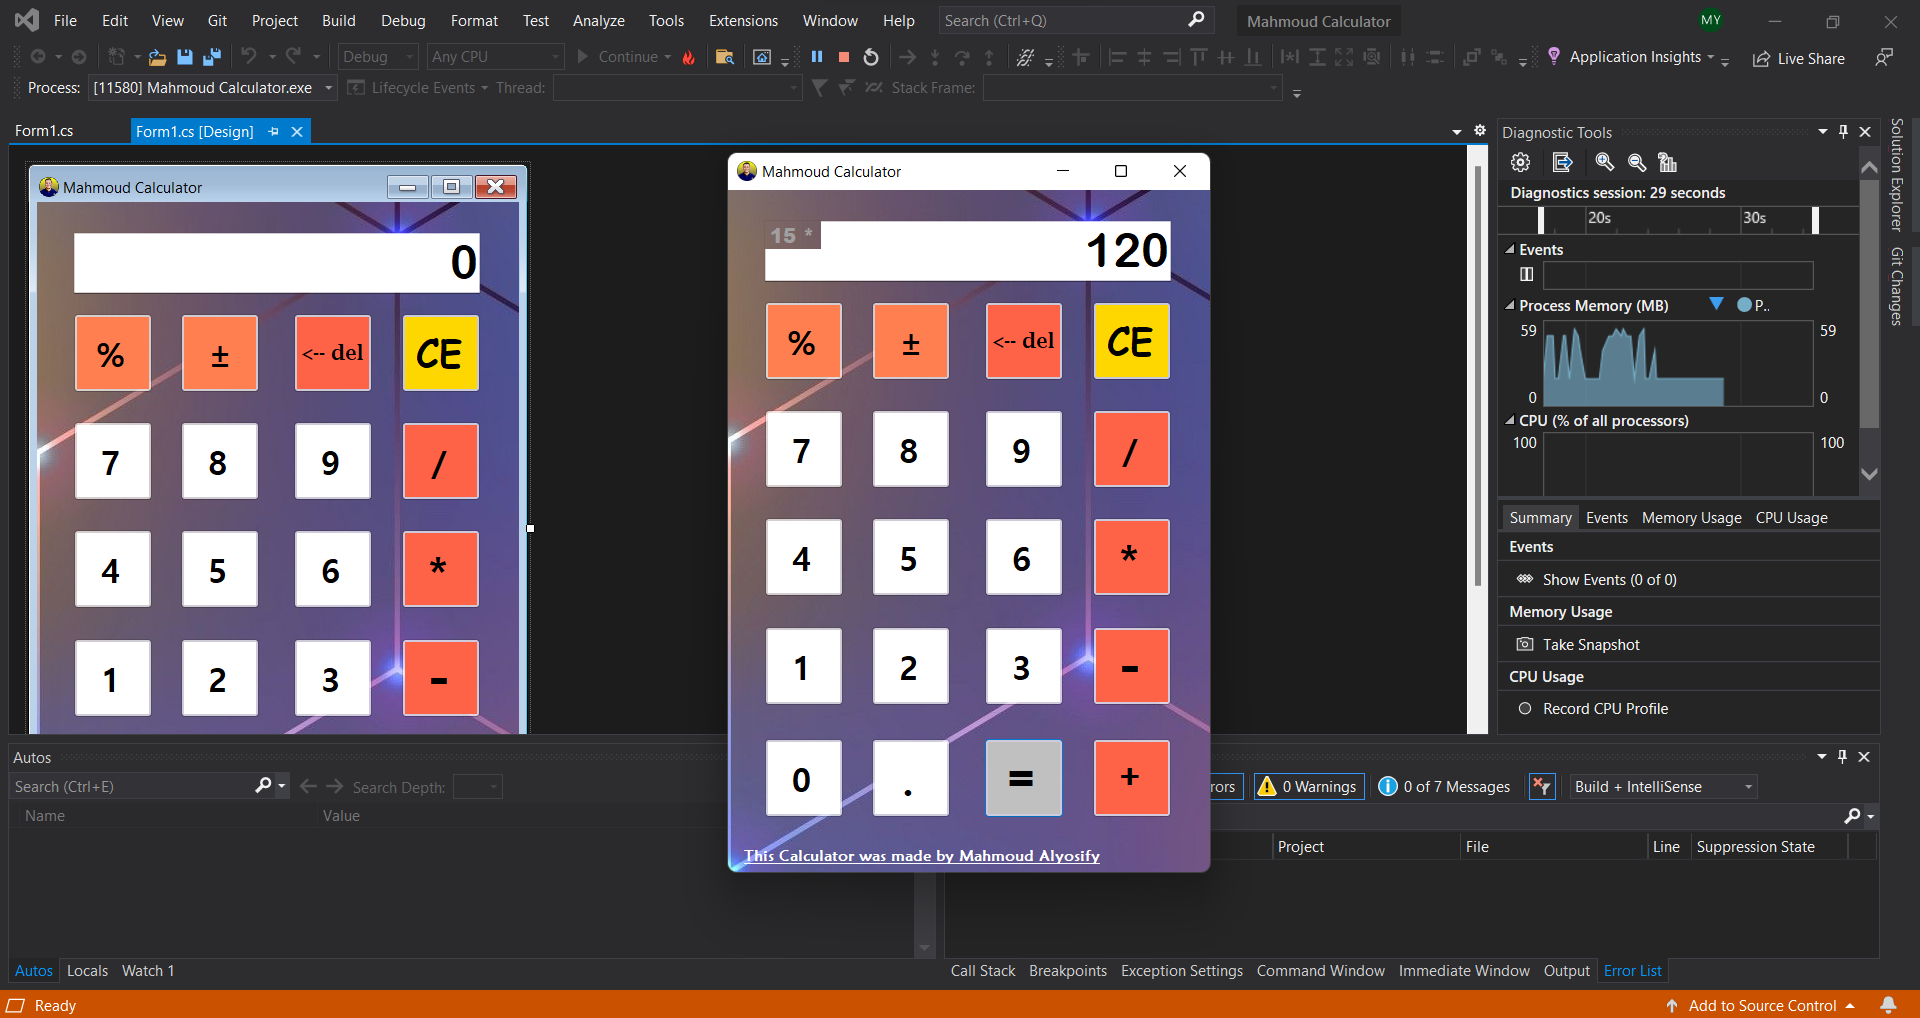 File Edit View Git Project Build Debug Format Test Analyze Tools Extensions Window Help Search (Ctrl+Q) Mahmoud Calculator MY
Debug Any CPU Continue Application Insights Live Share
Process: [11580] Mahmoud Calculator.exe Lifecycle Events Thread: Stack Frame:
Form1.cs Form1.cs [Design]
Mahmoud Calculator
0
% ± <-- del CE
7 8 9 /
4 5 6 *
1 2 3 -
Mahmoud Calculator
15 *
120
% ± <-- del CE
7 8 9 /
4 5 6 *
1 2 3 -
0 . = +
This Calculator was made by Mahmoud Alyosify
Diagnostic Tools
Diagnostics session: 29 seconds
20s 30s
Events
Process Memory (MB) P..
59 59
0 0
CPU (% of all processors)
100 100
Summary Events Memory Usage CPU Usage
Events
Show Events (0 of 0)
Memory Usage
Take Snapshot
CPU Usage
Record CPU Profile
Solution Explorer
Git Changes
Autos
Search (Ctrl+E) Search Depth:
Name Value
Autos Locals Watch 1
rors 0 Warnings 0 of 7 Messages Build + IntelliSense
Project File Line Suppression State
Call Stack Breakpoints Exception Settings Command Window Immediate Window Output Error List
Ready Add to Source Control